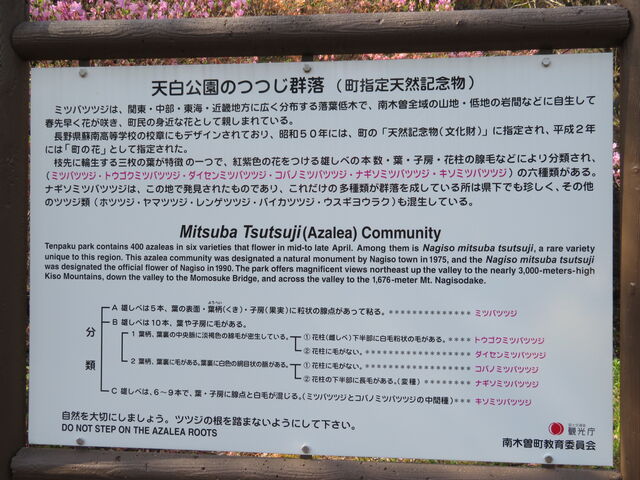 天白公園のつつじ群落（町指定天然記念物）
ミツバツツジは、関東・中部・東海・近畿地方に広く分布する落葉低木で、南木曽全域の山地・低地の岩間などに自生して
春先早く花が咲き、町民の身近な花として親しまれている。
長野県蘇南高等学校の校章にもデザインされており、昭和５０年には、町の「天然記念物（文化財）」に指定され、平成２年
には「町の花」として指定された。
枝先に輪生する三枚の葉が特徴の一つで、紅紫色の花をつける雄しべの本数・葉・子房・花柱の腺毛などにより分類され、
（ミツバツツジ・トウゴクミツバツツジ・ダイセンミツバツツジ・コバノミツバツツジ・ナギソミツバツツジ・キソミツバツツジ）の六種類がある。
ナギソミツバツツジは、この地で発見されたものであり、これだけの多種類が群落を成している所は県下でも珍しく、その他
のツツジ類（ホツツジ・ヤマツツジ・レンゲツツジ・バイカツツジ・ウスギヨウラク）も混生している。
Mitsuba Tsutsuji (Azalea) Community
Tenpaku park contains 400 azaleas in six varieties that flower in mid-to late April. Among them is Nagiso mitsuba tsutsuji, a rare variety
unique to this region. This azalea community was designated a natural monument by Nagiso town in 1975, and the Nagiso mitsuba tsutsuji
was designated the official flower of Nagiso in 1990. The park offers magnificent views northeast up the valley to the nearly 3,000-meters-high
Kiso Mountains, down the valley to the Momosuke Bridge, and across the valley to the 1,676-meter Mt. Nagisodake.
分類
A 雄しべは５本、葉の表面・葉柄(くき)・子房(果実)に粒状の腺点があって粘る。*************** ミツバツツジ
ようへい
B 雄しべは１０本、葉や子房に毛がある。
1 葉柄、葉裏の中央脈に淡褐色の線毛が密生している。
①花柱(雌しべ)下半部に白毛粉状の毛がある。**** トウゴクミツバツツジ
②花柱に毛がない。****************** ダイセンミツバツツジ
2 葉柄、葉裏に毛がある。葉裏に白色の網目状の脈がある。
①花柱に毛がない。****************** コバノミツバツツジ
②花柱の下半部に長毛がある。（変種）******** ナギソミツバツツジ
C 雄しべは、６～９本で、葉・子房に腺点と白毛が混じる。（ミツバツツジとコバノミツバツツジの中間種）*** キソミツバツツジ
自然を大切にしましょう。ツツジの根を踏まないようにして下さい。
DO NOT STEP ON THE AZALEA ROOTS
国土交通省
観光庁
南木曽町教育委員会